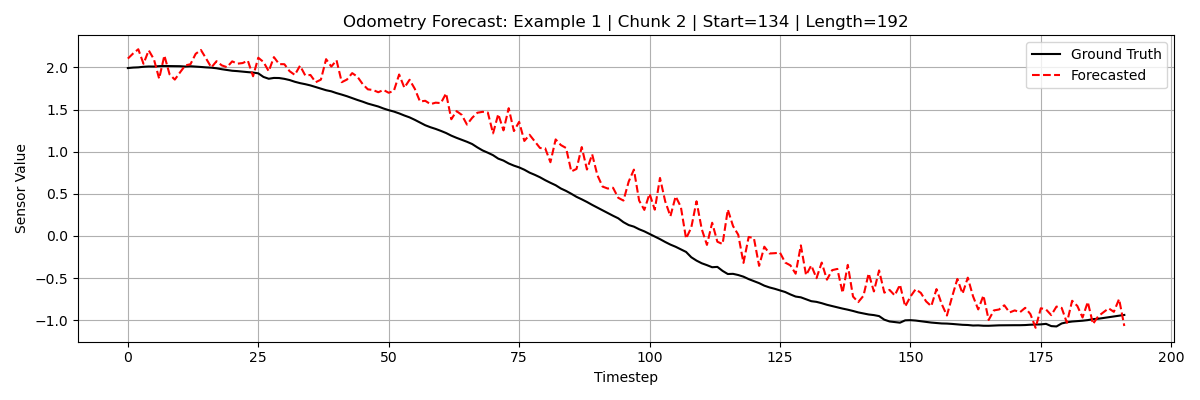 Odometry Forecast: Example 1 | Chunk 2 | Start=134 | Length=192
Sensor Value
2.0
1.5
1.0
0.5
0.0
−0.5
−1.0
Ground Truth
Forecasted
0 25 50 75 100 125 150 175 200
Timestep